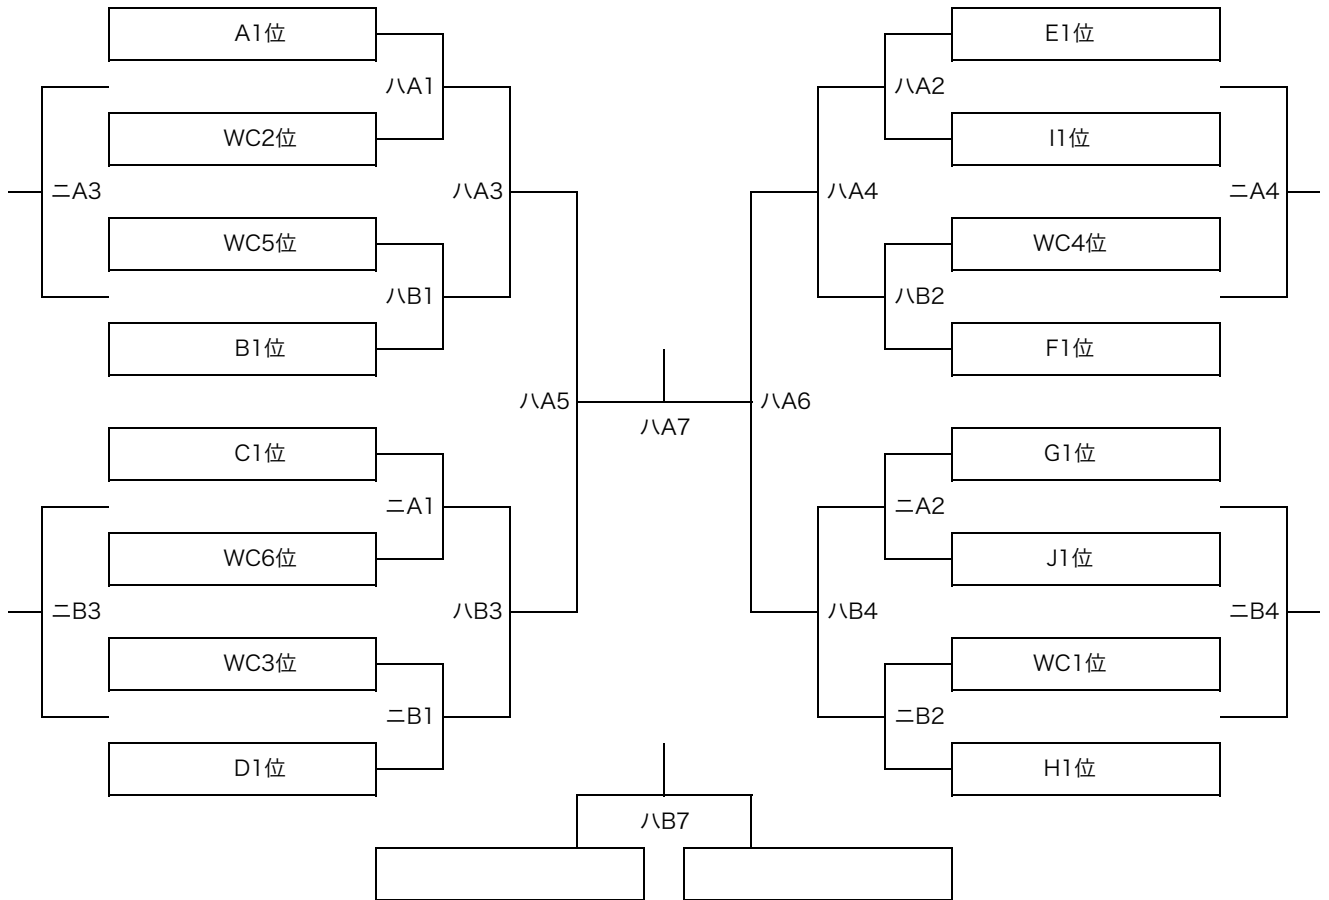 A1位
E1位
ハA1
ハA2
WC2位
I1位
ニA3
ハA3
ハA4
ニA4
WC5位
WC4位
ハB1
ハB2
B1位
F1位
ハA5
ハA6
ハA7
C1位
G1位
ニA1
ニA2
WC6位
J1位
ニB3
ハB3
ハB4
ニB4
WC3位
WC1位
ニB1
ニB2
D1位
H1位
ハB7